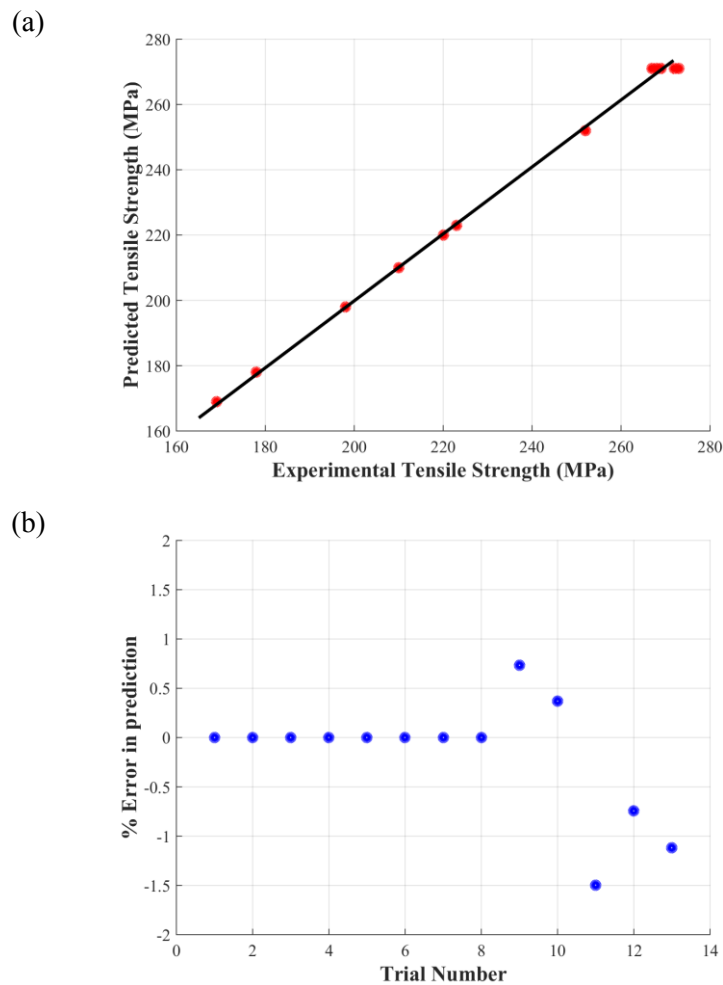 (a)
280
260
240
220
200
180
160
Predicted Tensile Strength (MPa)
160 180 200 220 240 260 280
Experimental Tensile Strength (MPa)
(b)
2
1.5
1
0.5
0
-0.5
-1
-1.5
-2
% Error in prediction
0 2 4 6 8 10 12 14
Trial Number